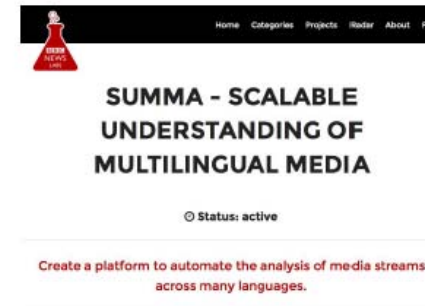 Home Categories Projects IRadar About
BBC
NEWS
LABS
SUMMA - SCALABLE
UNDERSTANDING OF
MULTILINGUAL MEDIA
Status: active
Create a platform to automate the analysis of media streams
across many languages.